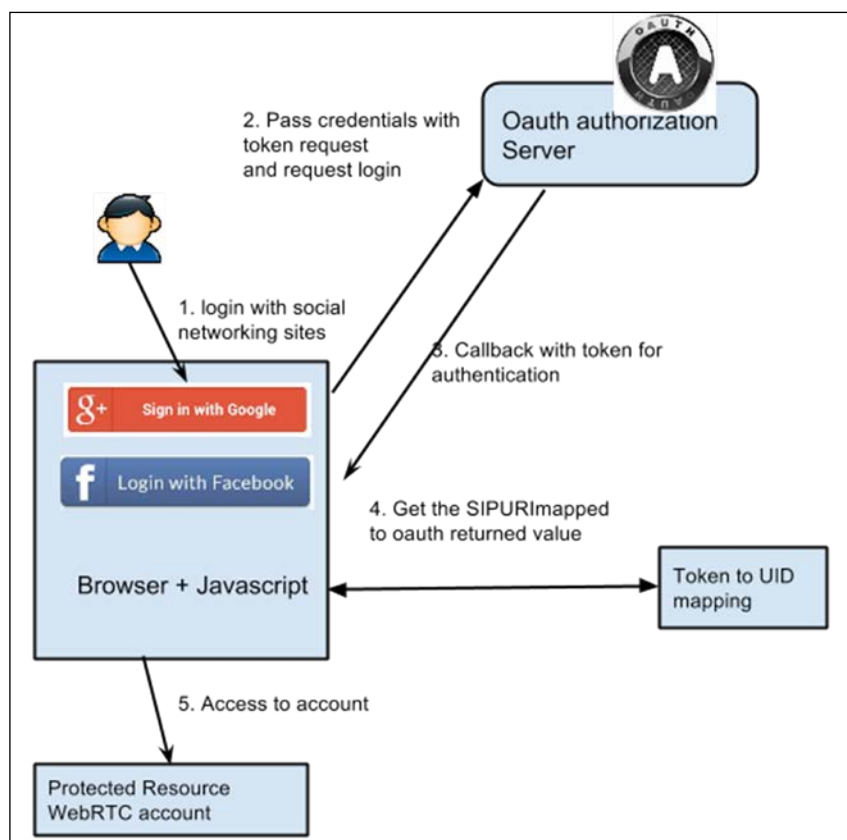 OAUTH
A
OAUTH
2. Pass credentials with
token request
and request login
Oauth authorization
Server
1. login with social
networking sites
3. Callback with token for
authentication
g+ Sign in with Google
f Login with Facebook
4. Get the SIPURImapped
to oauth returned value
Browser + Javascript
Token to UID
mapping
5. Access to account
Protected Resource
WebRTC account